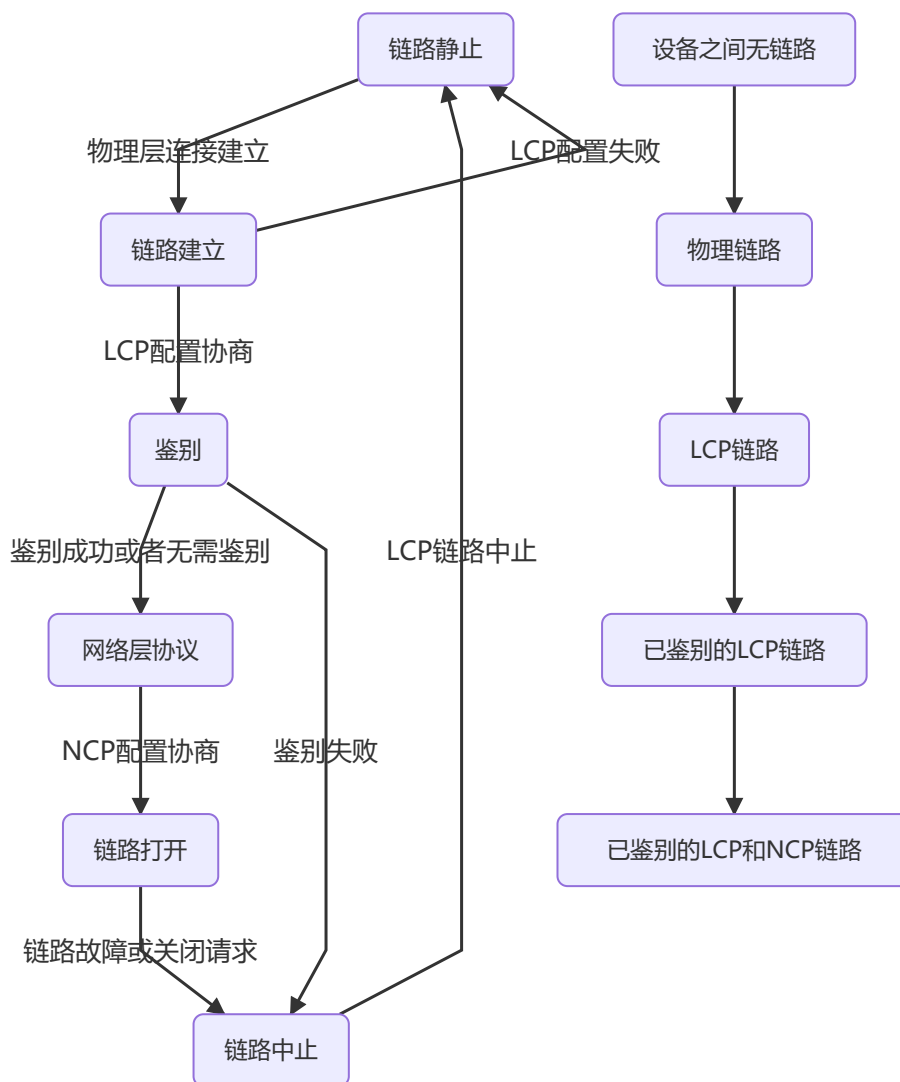 链路静止
设备之间无链路
物理层连接建立
LCP配置失败
链路建立
物理链路
LCP配置协商
鉴别
LCP链路
鉴别成功或者无需鉴别
LCP链路中止
网络层协议
已鉴别的LCP链路
NCP配置协商
鉴别失败
链路打开
已鉴别的LCP和NCP链路
链路故障或关闭请求
链路中止